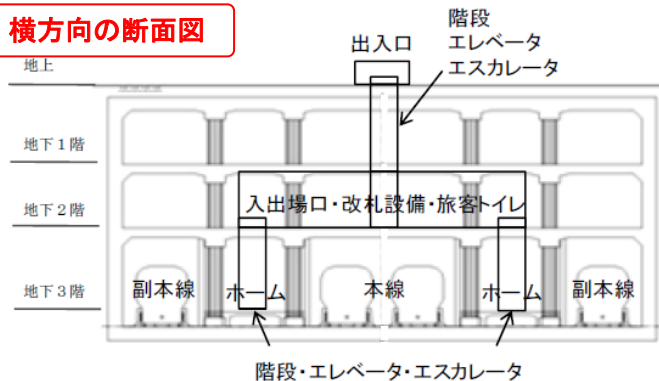 横方向の断面図
階段
エレベータ
エスカレータ
出入口
地上
地下1階
地下2階
入出場口・改札設備・旅客トイレ
地下3階
副本線
ホーム
本線
ホーム
副本線
階段・エレベータ・エスカレータ